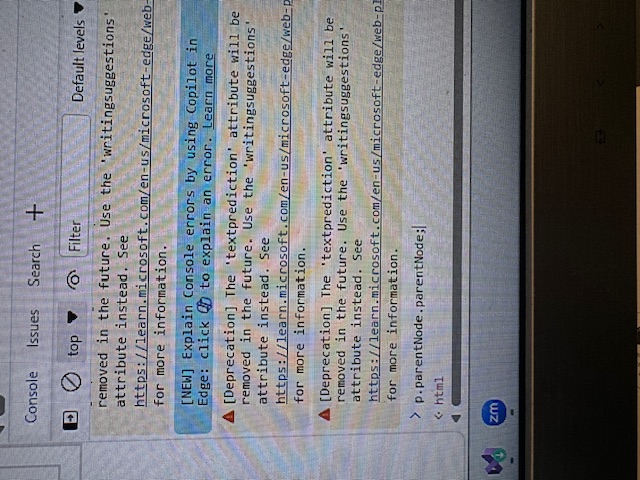 Console Issues Search +
top Filter Default levels
removed in the future. Use the 'writingsuggestions'
attribute instead. See
https://learn.microsoft.com/en-us/microsoft-edge/web-
for more information.
[NEW] Explain Console errors by using Copilot in
Edge: click to explain an error. Learn more
[Deprecation] The 'textprediction' attribute will be
removed in the future. Use the 'writingsuggestions'
attribute instead. See
https://learn.microsoft.com/en-us/microsoft-edge/web-p
for more information.
[Deprecation] The 'textprediction' attribute will be
removed in the future. Use the 'writingsuggestions'
attribute instead. See
https://learn.microsoft.com/en-us/microsoft-edge/web-pl
for more information.
> p.parentNode.parentNode;
html
zm